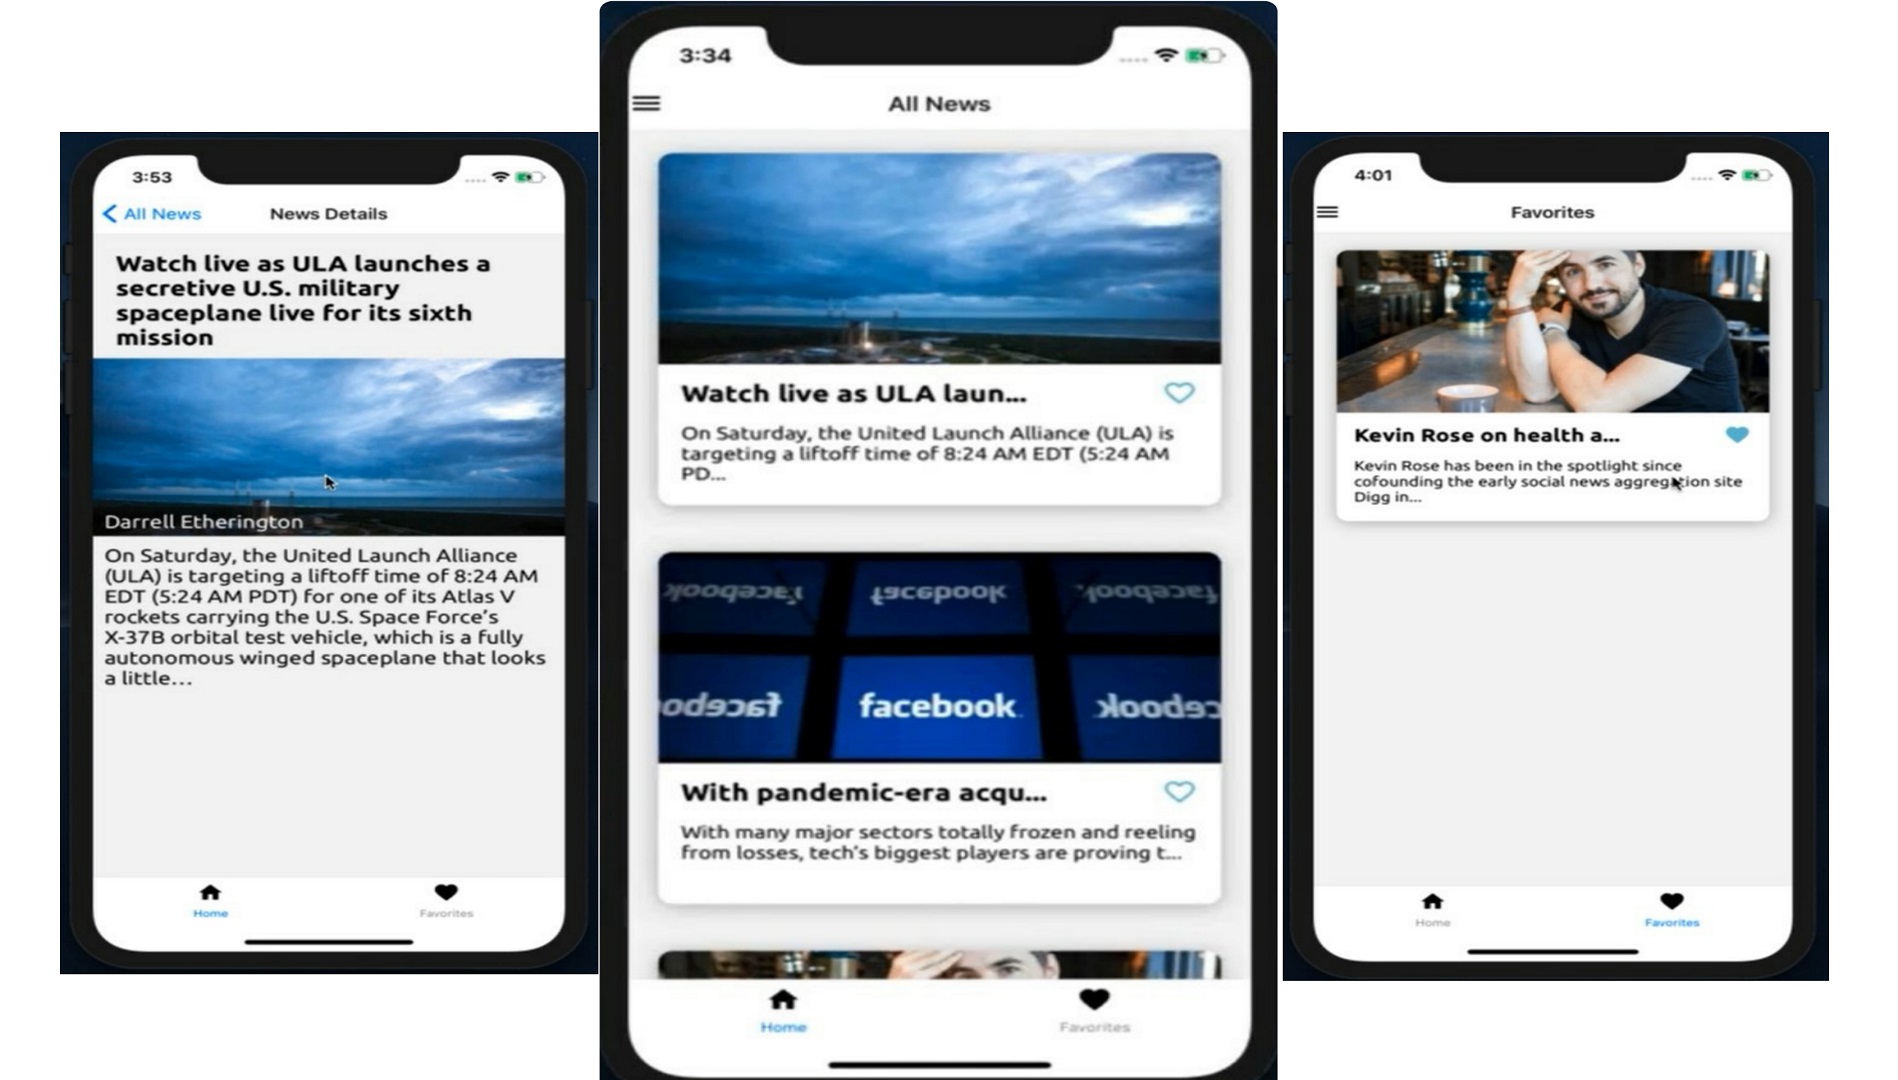 3:53
All News
News Details
Watch live as ULA launches a
secretive U.S. military
spaceplane live for its sixth
mission
Darrell Etherington
On Saturday, the United Launch Alliance
(ULA) is targeting a liftoff time of 8:24 AM
EDT (5:24 AM PDT) for one of its Atlas V
rockets carrying the U.S. Space Force's
X-37B orbital test vehicle, which is a fully
autonomous winged spaceplane that looks
a little...
Home
Favorites
3:34
All News
Watch live as ULA laun...
On Saturday, the United Launch Alliance (ULA) is
targeting a liftoff time of 8:24 AM EDT (5:24 AM
PD...
facebook facebook facebook
facebook facebook facebook
With pandemic-era acqu...
With many major sectors totally frozen and reeling
from losses, tech's biggest players are proving t...
Home
Favorites
4:01
Favorites
Kevin Rose on health a...
Kevin Rose has been in the spotlight since
cofounding the early social news aggregation site
Digg in...
Home
Favorites